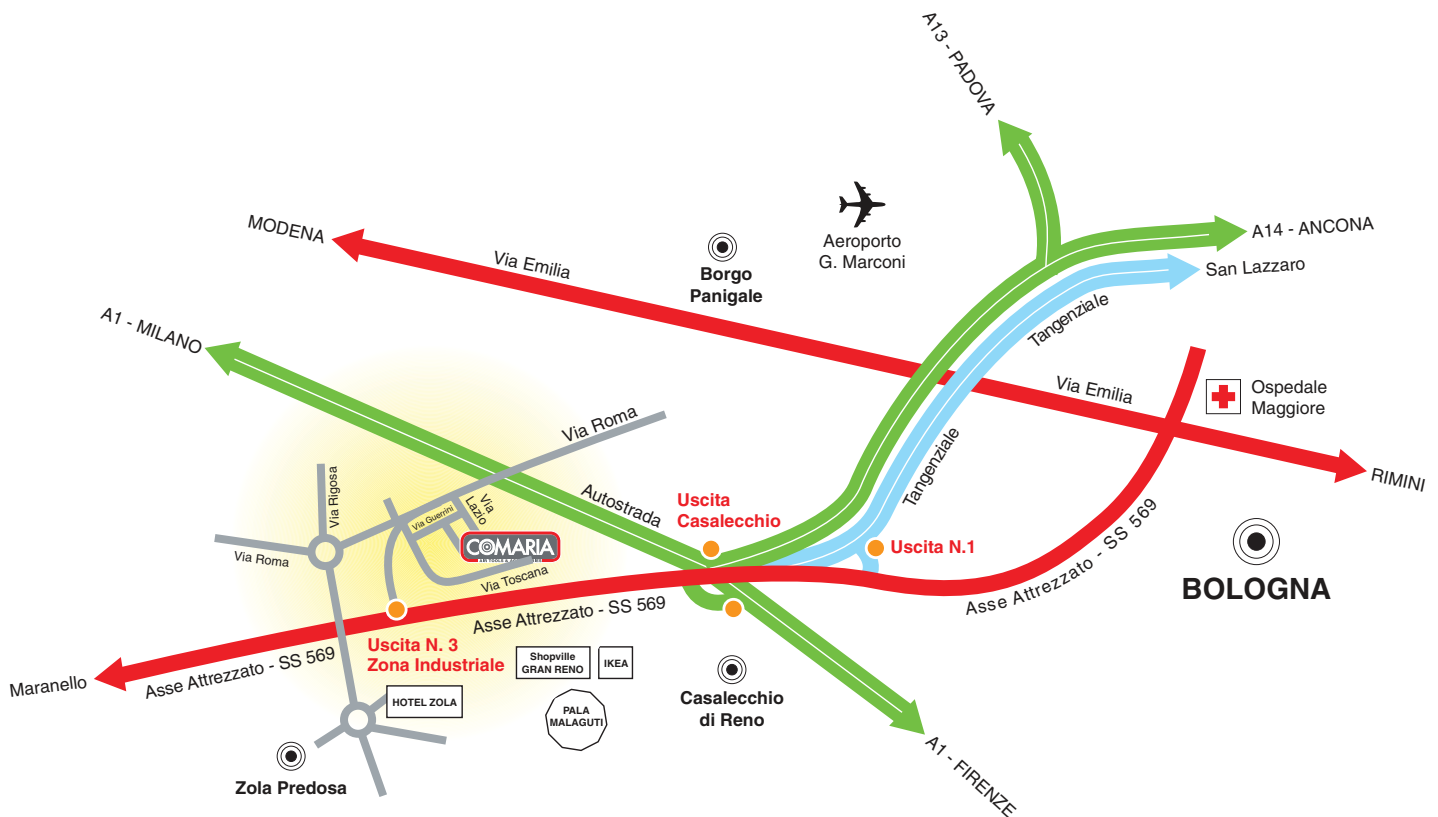 A13 - PADOVA
A14 - ANCONA
San Lazzaro
MODENA
Via Emilia
Borgo
Panigale
Aeroporto
G. Marconi
Tangenziale
A1 - MILANO
Via Emilia
Ospedale
Maggiore
RIMINI
Via Roma
Via Rigosa
Via Guerrini
Via
Lazio
Autostrada
Uscita
Casalecchio
Tangenziale
Uscita N.1
Via Roma
COMARIA
Via Toscana
Asse Attrezzato - SS 569
BOLOGNA
Asse Attrezzato - SS 569
Uscita N. 3
Zona Industriale
Asse Attrezzato - SS 569
Maranello
Shopville
GRAN RENO
IKEA
HOTEL ZOLA
PALA
MALAGUTI
Casalecchio
di Reno
Zola Predosa
A1 - FIRENZE